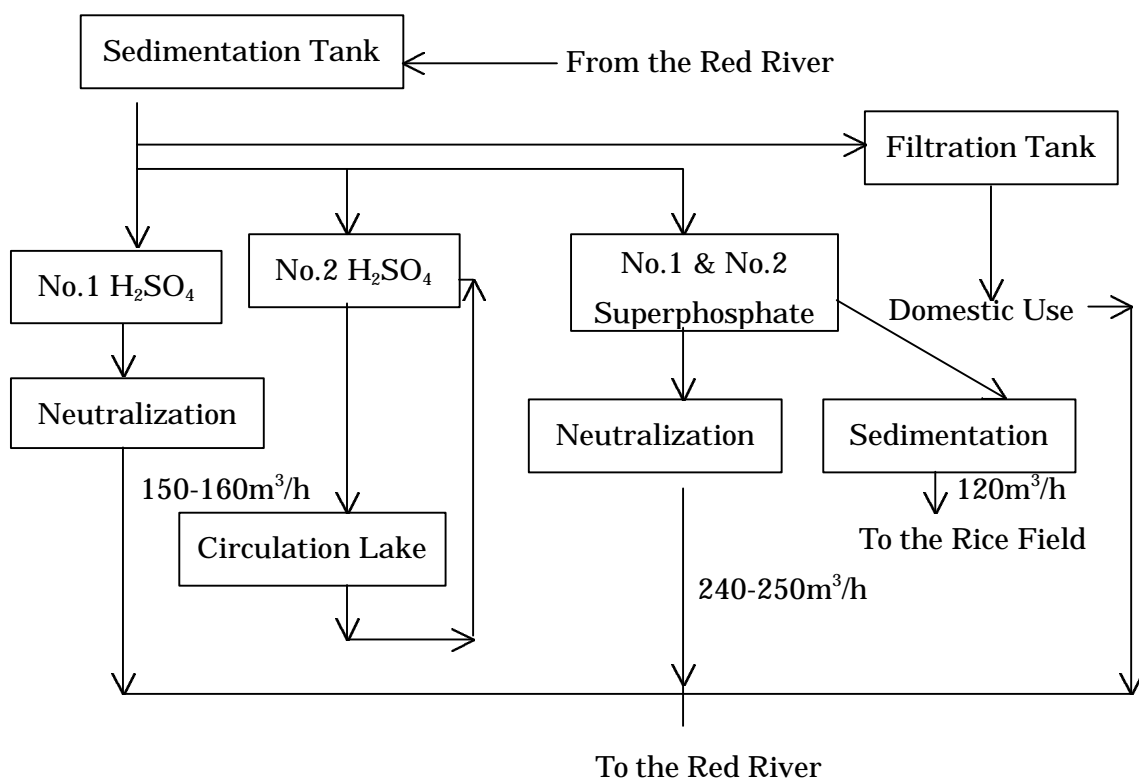 Sedimentation Tank
From the Red River
Filtration Tank
No.1 H₂SO₄
No.2 H₂SO₄
No.1 & No.2
Superphosphate
Domestic Use
Neutralization
Neutralization
Sedimentation
150-160m³/h
120m³/h
Circulation Lake
To the Rice Field
240-250m³/h
To the Red River